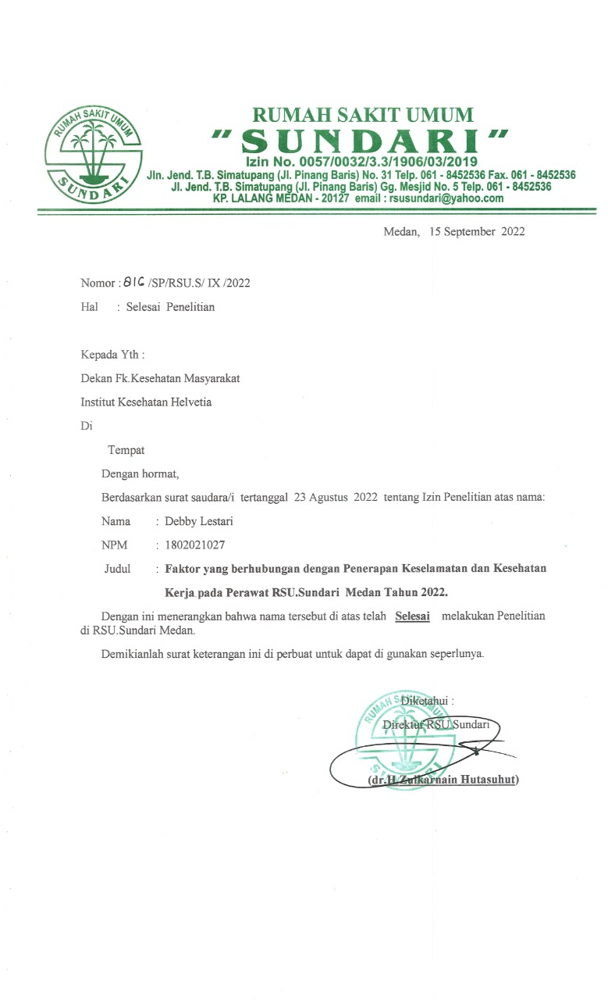 RUMAH SAKIT UMUM
SUNDARI
RUMAH SAKIT UMUM
"SUNDARI"
Izin No. 0057/0032/3.3/1906/03/2019
Jln. Jend. T.B. Simatupang (Jl. Pinang Baris) No. 31 Telp. 061 - 8452536 Fax. 061 - 8452536
Jl. Jend. T.B. Simatupang (Jl. Pinang Baris) Gg. Mesjid No. 5 Telp. 061 - 8452536
KP. LALANG MEDAN - 20127 email : rsusundari@yahoo.com
Medan, 15 September 2022
Nomor : /SP/RSU.S/ IX /2022
Hal : Selesai Penelitian
Kepada Yth :
Dekan Fk.Kesehatan Masyarakat
Institut Kesehatan Helvetia
Di
Tempat
Dengan hormat,
Berdasarkan surat saudara/i tertanggal 23 Agustus 2022 tentang Izin Penelitian atas nama:
Nama : Debby Lestari
NPM : 1802021027
Judul : Faktor yang berhubungan dengan Penerapan Keselamatan dan Kesehatan
Kerja pada Perawat RSU.Sundari Medan Tahun 2022.
Dengan ini menerangkan bahwa nama tersebut di atas telah Selesai melakukan Penelitian
di RSU.Sundari Medan.
Demikianlah surat keterangan ini di perbuat untuk dapat di gunakan seperlunya.
Diketahui :
Direktur RSU.Sundari
RUMAH SAKIT UMUM
SUNDARI
(dr.H.Zulkarnain Hutasuhut)